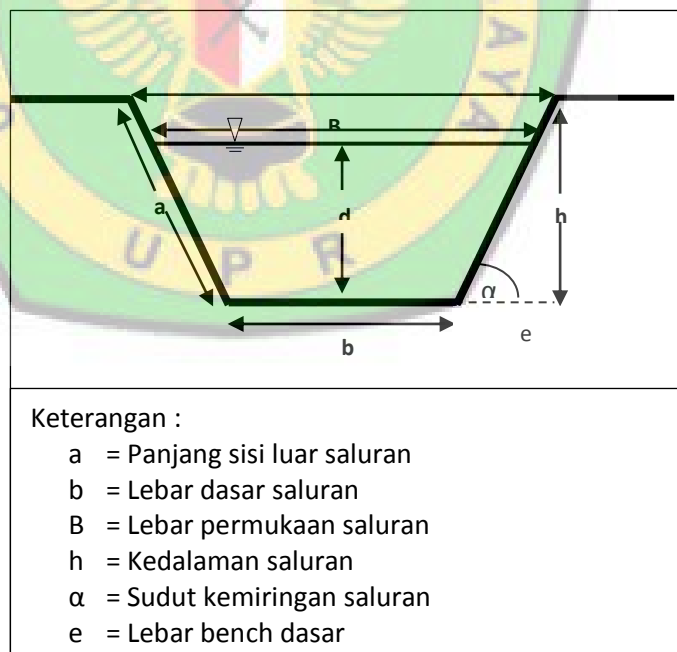 A Y A
B
a
d
h
U P R
α
b
e
Keterangan :
a = Panjang sisi luar saluran
b = Lebar dasar saluran
B = Lebar permukaan saluran
h = Kedalaman saluran
α = Sudut kemiringan saluran
e = Lebar bench dasar